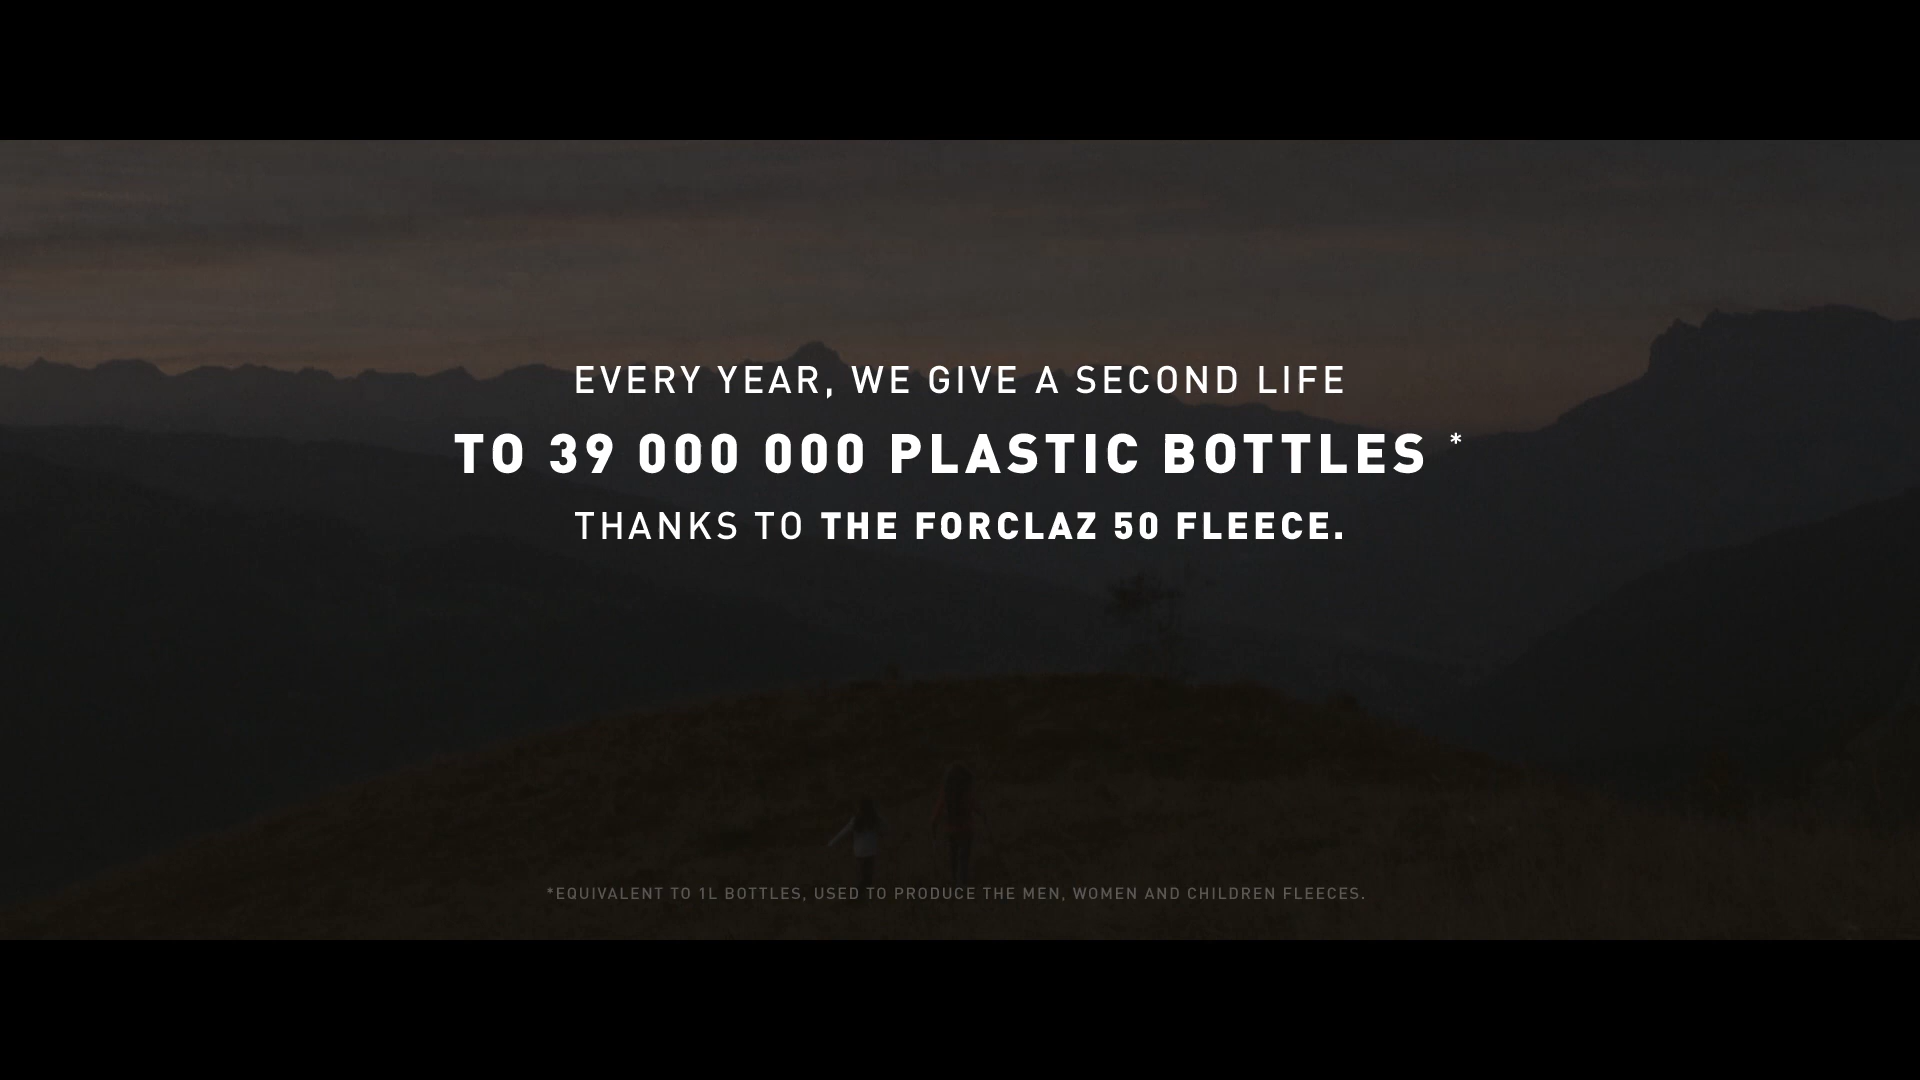 EVERY YEAR, WE GIVE A SECOND LIFE
TO 39 000 000 PLASTIC BOTTLES *
THANKS TO THE FORCLAZ 50 FLEECE.
*EQUIVALENT TO 1L BOTTLES, USED TO PRODUCE THE MEN, WOMEN AND CHILDREN FLEECES.